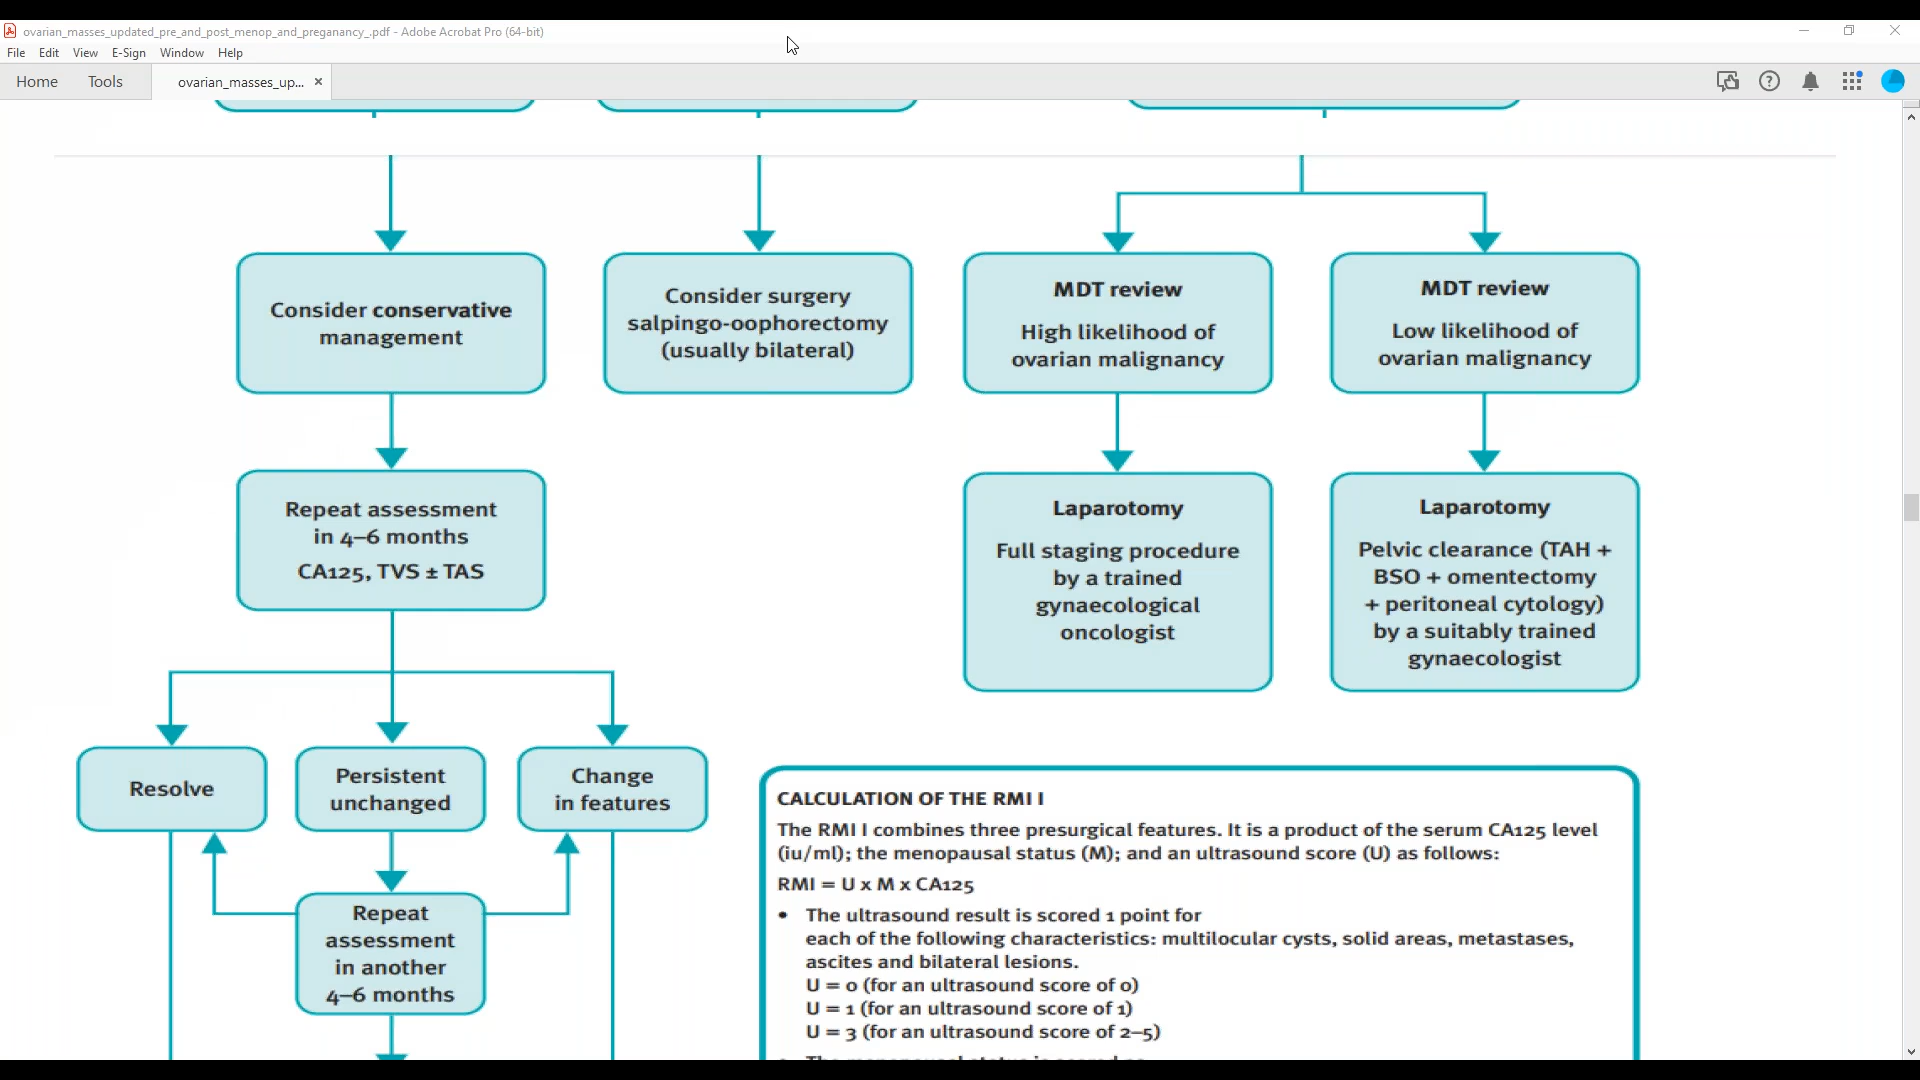 ovarian_masses_updated_pre_and_post_menop_and_preganancy_.pdf - Adobe Acrobat Pro (64-bit)
File Edit View E-Sign Window Help
Home Tools ovarian_masses_up... ×
Consider conservative
management
Consider surgery
salpingo-oophorectomy
(usually bilateral)
MDT review
High likelihood of
ovarian malignancy
MDT review
Low likelihood of
ovarian malignancy
Repeat assessment
in 4–6 months
CA125, TVS ± TAS
Laparotomy
Full staging procedure
by a trained
gynaecological
oncologist
Laparotomy
Pelvic clearance (TAH +
BSO + omentectomy
+ peritoneal cytology)
by a suitably trained
gynaecologist
Resolve
Persistent
unchanged
Change
in features
Repeat
assessment
in another
4–6 months
CALCULATION OF THE RMI I
The RMI I combines three presurgical features. It is a product of the serum CA125 level
(iu/ml); the menopausal status (M); and an ultrasound score (U) as follows:
RMI = U x M x CA125
• The ultrasound result is scored 1 point for
each of the following characteristics: multilocular cysts, solid areas, metastases,
ascites and bilateral lesions.
U = 0 (for an ultrasound score of 0)
U = 1 (for an ultrasound score of 1)
U = 3 (for an ultrasound score of 2–5)